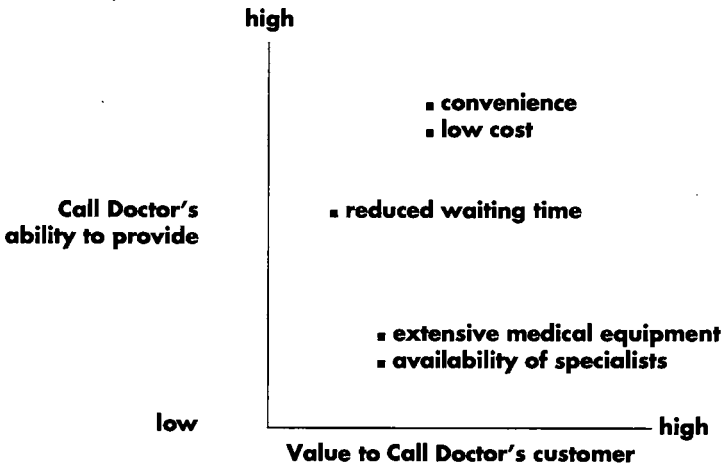 high
▪ convenience
▪ low cost
Call Doctor's
ability to provide
▪ reduced waiting time
▪ extensive medical equipment
▪ availability of specialists
low
high
Value to Call Doctor's customer